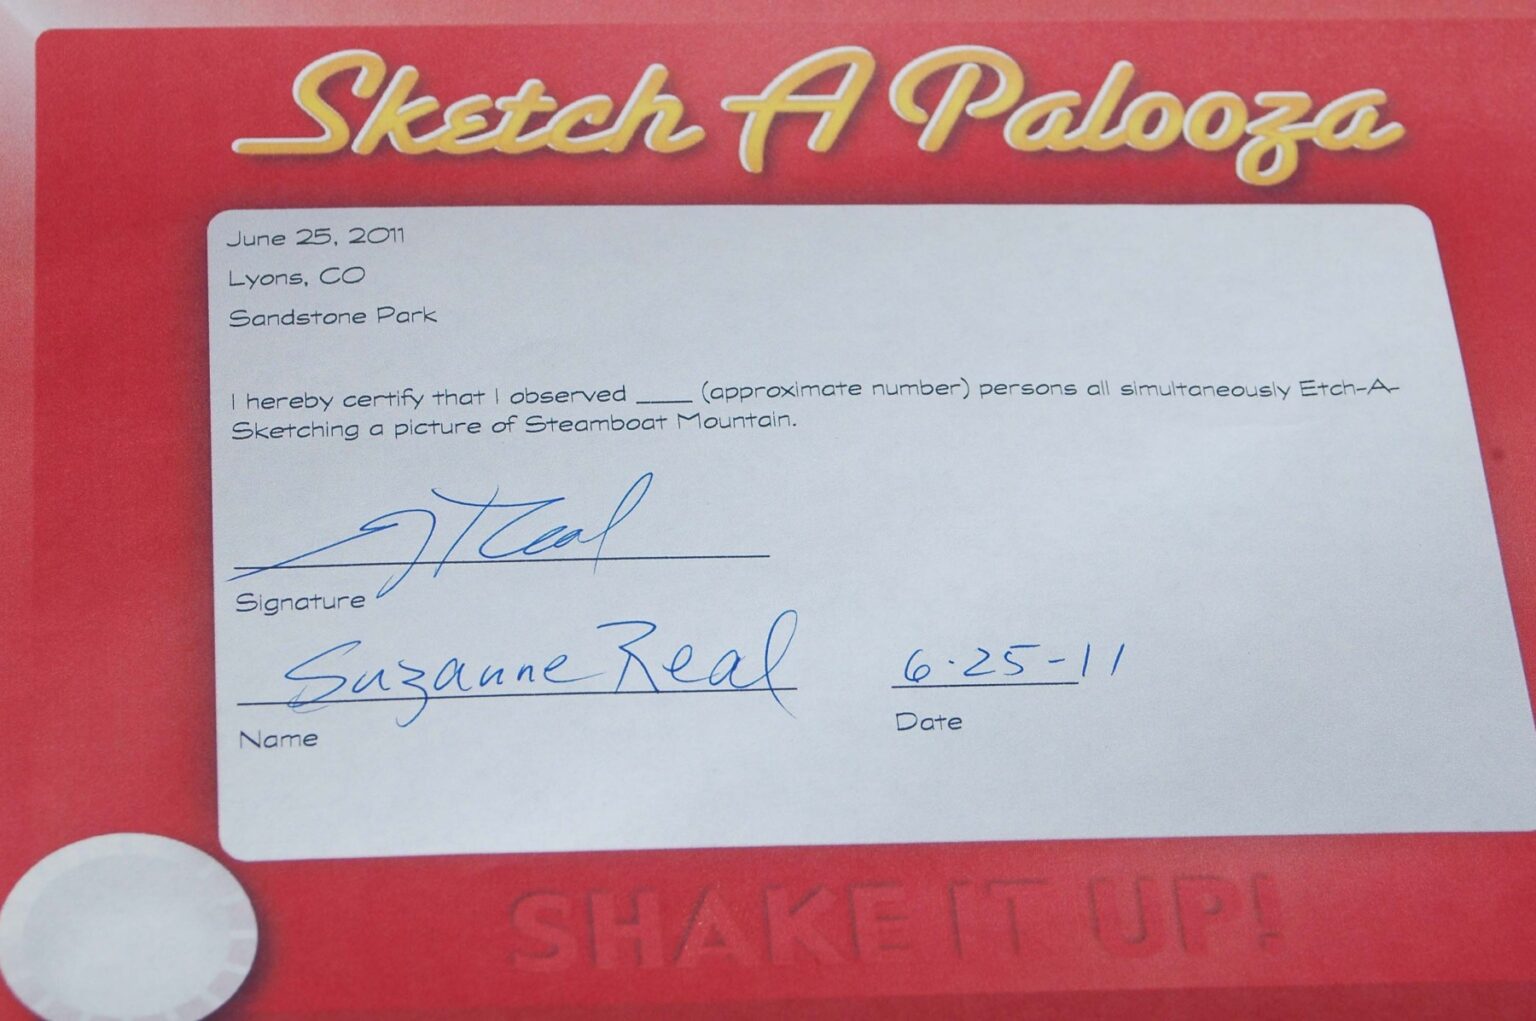 Sketch A Palooza
June 25, 2011
Lyons, CO
Sandstone Park
I hereby certify that I observed ____ (approximate number) persons all simultaneously Etch-A-
Sketching a picture of Steamboat Mountain.
Signature
Suzanne Real 6-25-11
Name Date
SHAKE IT UP!